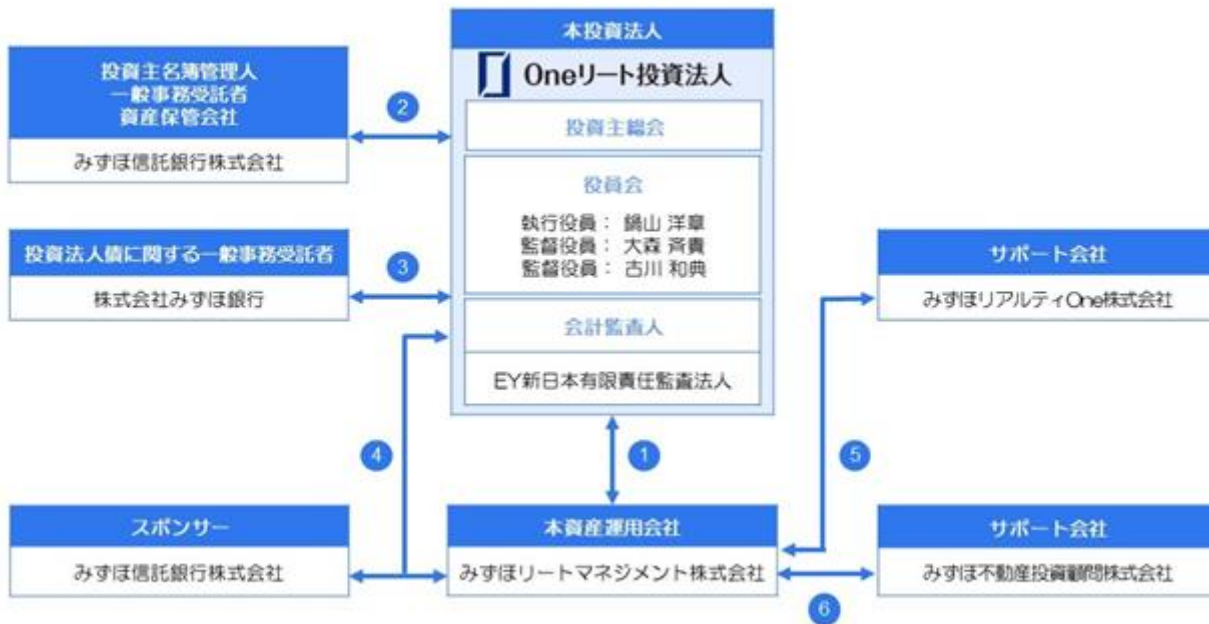 本投資法人
Oneリート投資法人
投資主総会
役員会
執行役員： 鍋山 洋章
監督役員： 大森 斉貴
監督役員： 古川 和典
会計監査人
EY新日本有限責任監査法人
投資主名簿管理人
一般事務受託者
資産保管会社
みずほ信託銀行株式会社
2
投資法人債に関する一般事務受託者
株式会社みずほ銀行
3
サポート会社
みずほリアルティOne株式会社
4
1
5
スポンサー
みずほ信託銀行株式会社
本資産運用会社
みずほリートマネジメント株式会社
サポート会社
みずほ不動産投資顧問株式会社
6